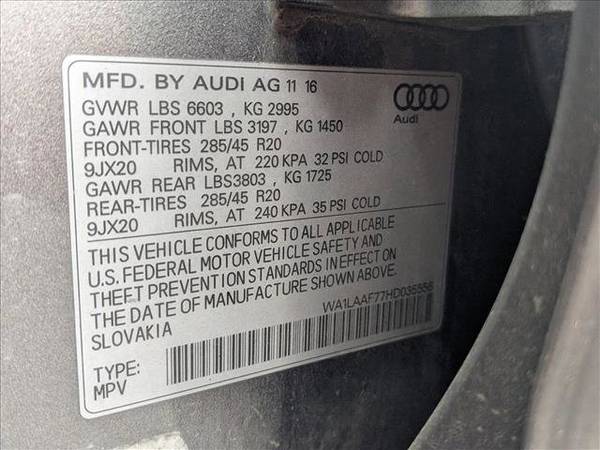 MFD. BY AUDI AG 11 16
GVWR LBS 6603 , KG 2995
GAWR FRONT LBS 3197 , KG 1450
FRONT-TIRES 285/45 R20
9JX20 RIMS, AT 220 KPA 32 PSI COLD
GAWR REAR LBS3803 , KG 1725
REAR-TIRES 285/45 R20
9JX20 RIMS, AT 240 KPA 35 PSI COLD
Audi
THIS VEHICLE CONFORMS TO ALL APPLICABLE
U.S. FEDERAL MOTOR VEHICLE SAFETY AND
THEFT PREVENTION STANDARDS IN EFFECT ON
THE DATE OF MANUFACTURE SHOWN ABOVE.
SLOVAKIA WA1LAAF77HD035556
TYPE:
MPV